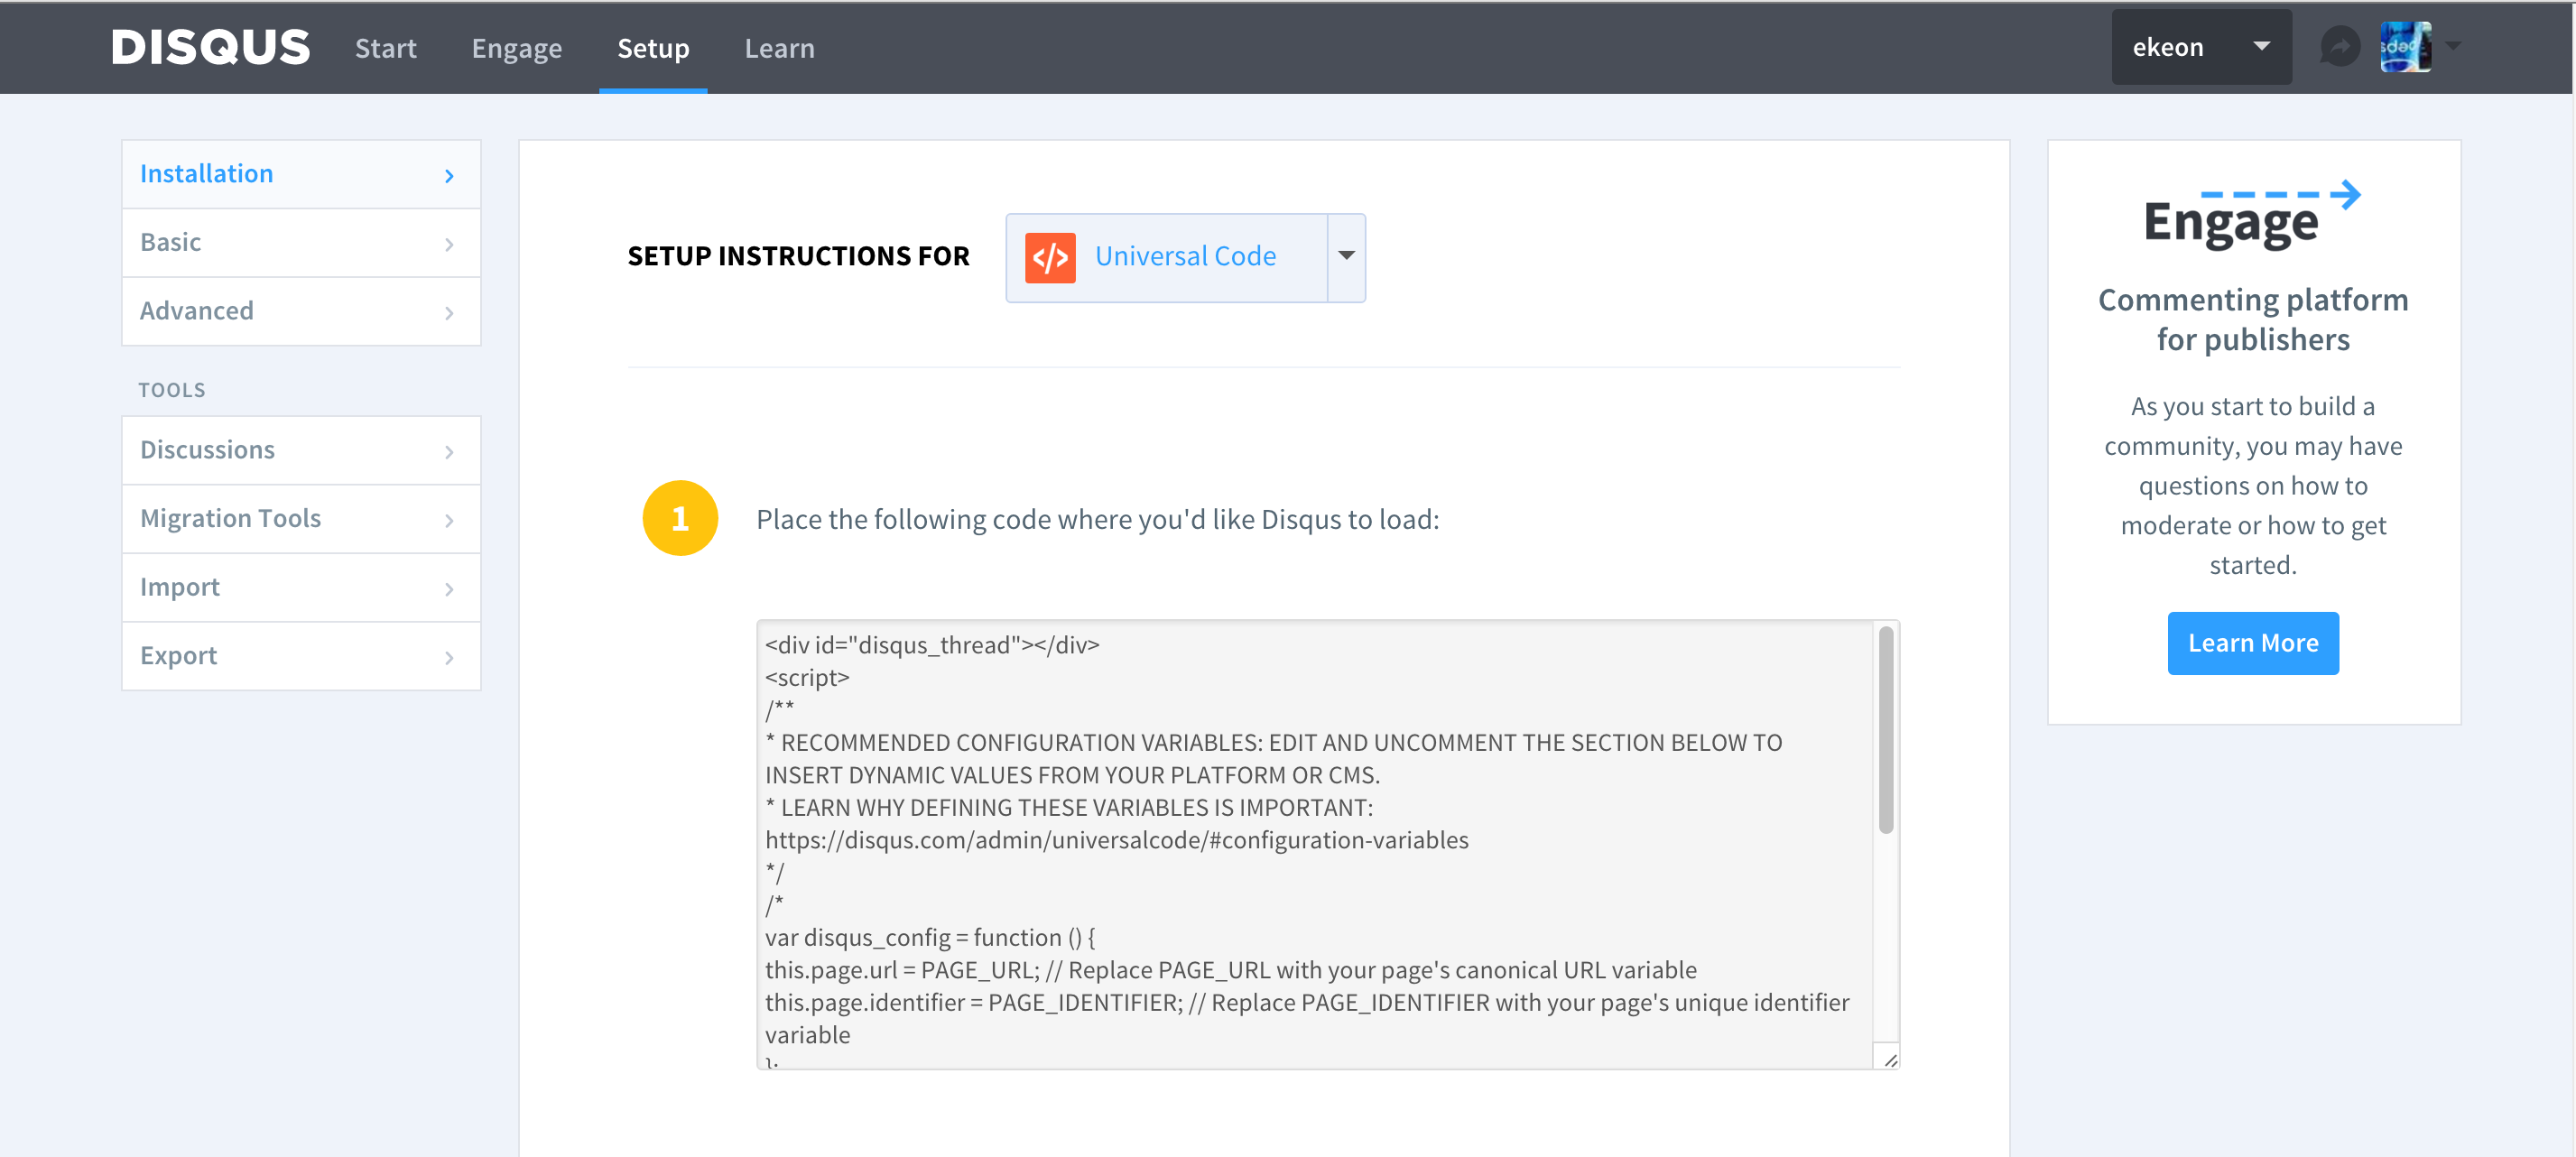 DISQUS Start Engage Setup Learn ekeon
Installation
Basic
Advanced
TOOLS
Discussions
Migration Tools
Import
Export
SETUP INSTRUCTIONS FOR </> Universal Code
1 Place the following code where you'd like Disqus to load:
<div id="disqus_thread"></div>
<script>
/**
* RECOMMENDED CONFIGURATION VARIABLES: EDIT AND UNCOMMENT THE SECTION BELOW TO
INSERT DYNAMIC VALUES FROM YOUR PLATFORM OR CMS.
* LEARN WHY DEFINING THESE VARIABLES IS IMPORTANT:
https://disqus.com/admin/universalcode/#configuration-variables
*/
/*
var disqus_config = function () {
this.page.url = PAGE_URL; // Replace PAGE_URL with your page's canonical URL variable
this.page.identifier = PAGE_IDENTIFIER; // Replace PAGE_IDENTIFIER with your page's unique identifier
variable
};
Engage
Commenting platform
for publishers
As you start to build a
community, you may have
questions on how to
moderate or how to get
started.
Learn More